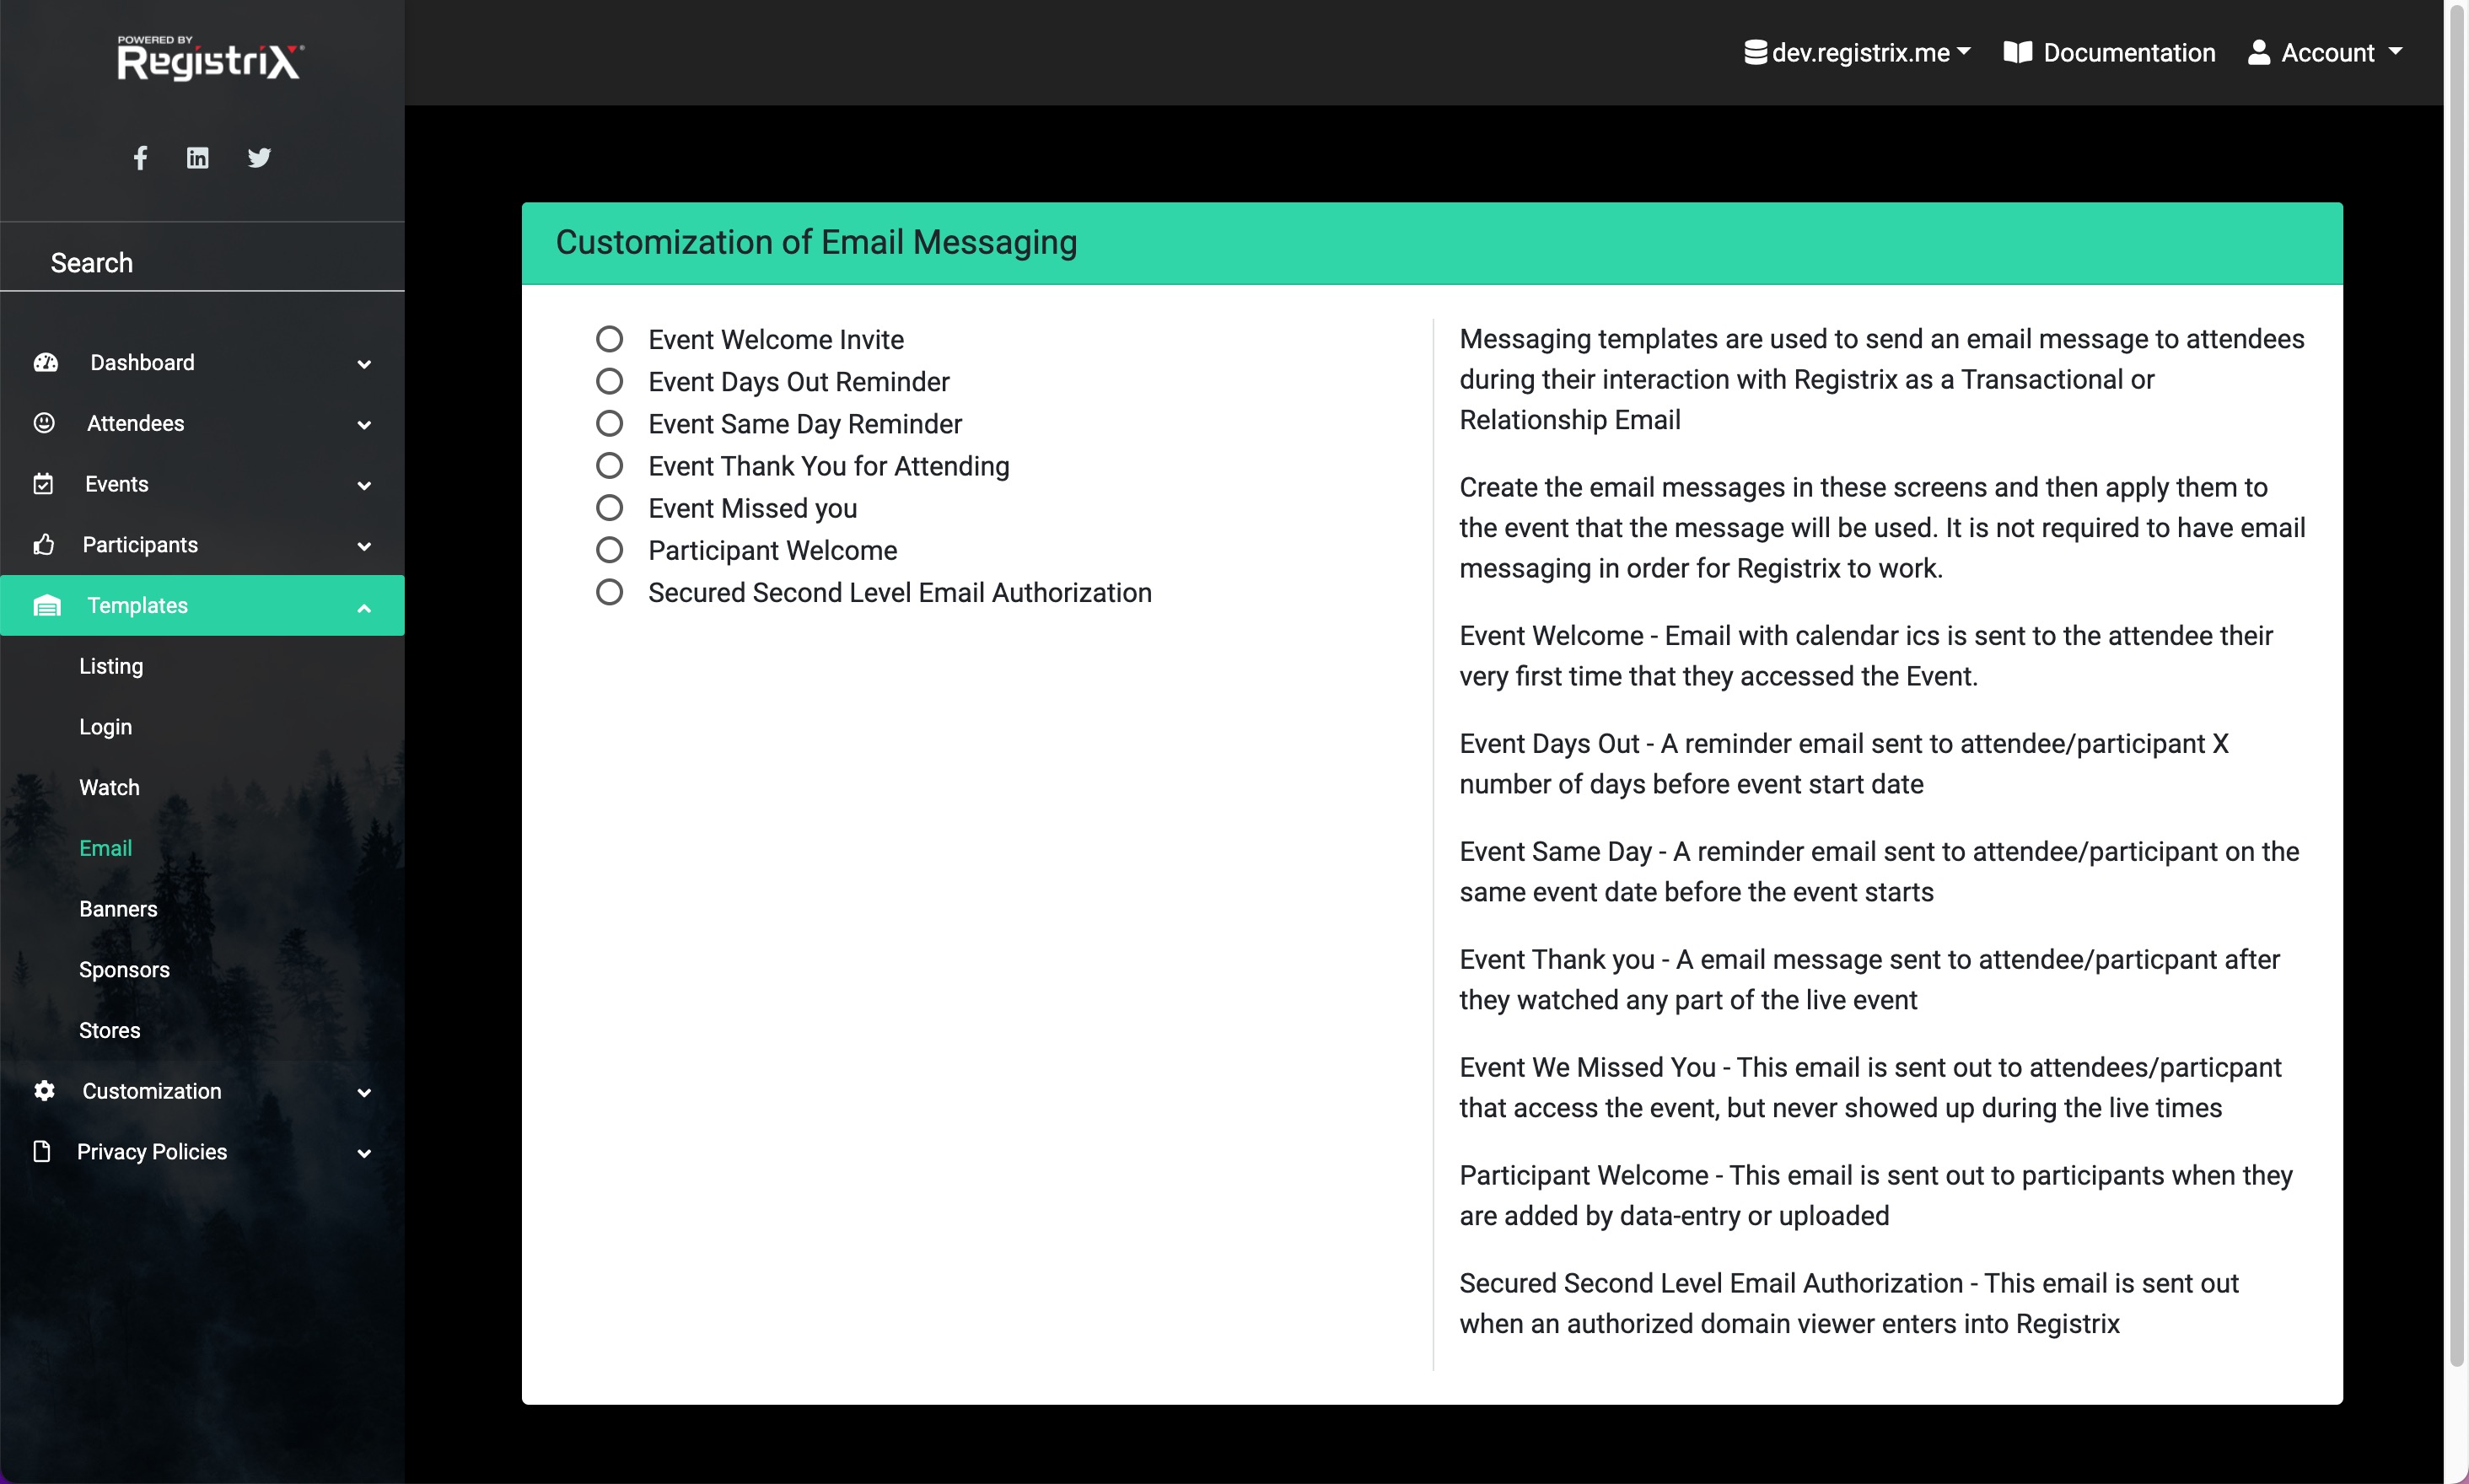 POWERED BY
RegistriX®
Search
Dashboard
Attendees
Events
Participants
Templates
Listing
Login
Watch
Email
Banners
Sponsors
Stores
Customization
Privacy Policies
dev.registrix.me
Documentation
Account
Customization of Email Messaging
Event Welcome Invite
Event Days Out Reminder
Event Same Day Reminder
Event Thank You for Attending
Event Missed you
Participant Welcome
Secured Second Level Email Authorization
Messaging templates are used to send an email message to attendees
during their interaction with Registrix as a Transactional or
Relationship Email
Create the email messages in these screens and then apply them to
the event that the message will be used. It is not required to have email
messaging in order for Registrix to work.
Event Welcome - Email with calendar ics is sent to the attendee their
very first time that they accessed the Event.
Event Days Out - A reminder email sent to attendee/participant X
number of days before event start date
Event Same Day - A reminder email sent to attendee/participant on the
same event date before the event starts
Event Thank you - A email message sent to attendee/particpant after
they watched any part of the live event
Event We Missed You - This email is sent out to attendees/particpant
that access the event, but never showed up during the live times
Participant Welcome - This email is sent out to participants when they
are added by data-entry or uploaded
Secured Second Level Email Authorization - This email is sent out
when an authorized domain viewer enters into Registrix